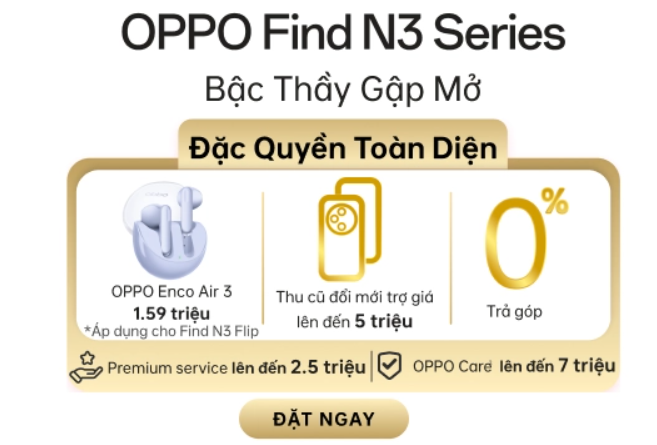 OPPO Find N3 Series
Bậc Thầy Gập Mở
Đặc Quyền Toàn Diện
OPPO Enco Air 3
1.59 triệu
*Áp dụng cho Find N3 Flip
Thu cũ đổi mới trợ giá
lên đến 5 triệu
0%
Trả góp
Premium service lên đến 2.5 triệu
OPPO Care lên đến 7 triệu
ĐẶT NGAY